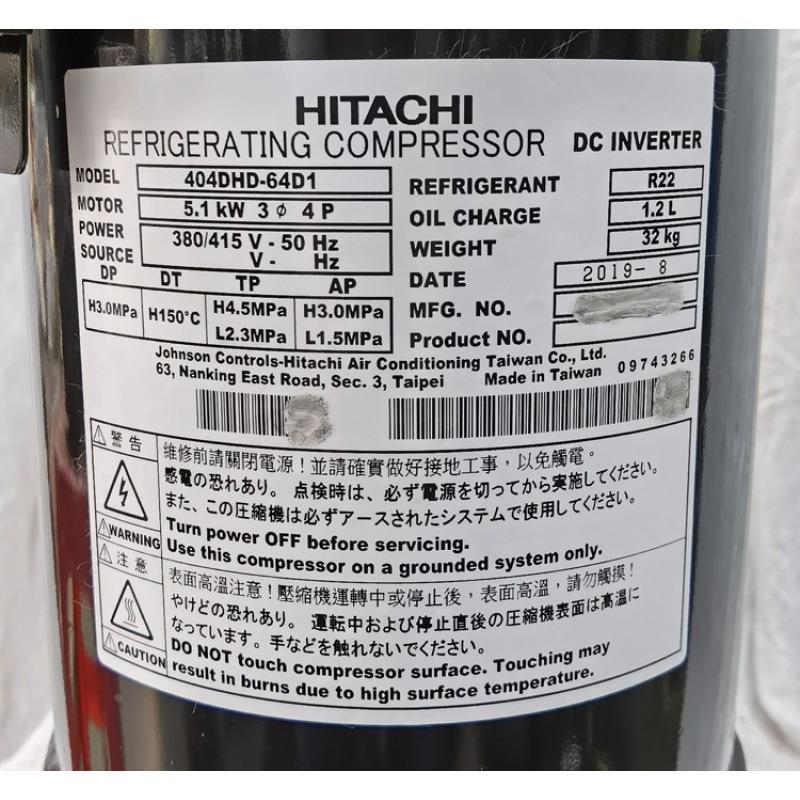 HITACHI
REFRIGERATING COMPRESSOR DC INVERTER
MODEL 404DHD-64D1
MOTOR 5.1 kW 3 φ 4 P
POWER SOURCE 380/415 V - 50 Hz
V - Hz
DP DT TP AP
H3.0MPa H150°C H4.5MPa H3.0MPa
L2.3MPa L1.5MPa
REFRIGERANT R22
OIL CHARGE 1.2 L
WEIGHT 32 kg
DATE 2019- 8
MFG. NO.
Product NO.
Johnson Controls-Hitachi Air Conditioning Taiwan Co., Ltd.
63, Nanking East Road, Sec. 3, Taipei Made in Taiwan 09743266
警告
維修前請關閉電源！並請確實做好接地工事，以免觸電。
感電の恐れあり。点検時は、必ず電源を切ってから実施してください。
また、この圧縮機は必ずアースされたシステムで使用してください。
WARNING
Turn power OFF before servicing.
Use this compressor on a grounded system only.
注意
表面高溫注意！壓縮機運轉中或停止後，表面高溫，請勿觸摸！
やけどの恐れあり。運転中および停止直後の圧縮機表面は高温に
なっています。手などを触れないでください。
CAUTION
DO NOT touch compressor surface. Touching may
result in burns due to high surface temperature.